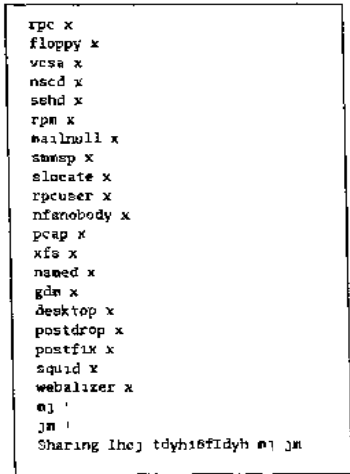 rpc x
floppy x
vcsa x
nscd x
sshd x
rpm x
mailnull x
smmsp x
slocate x
rpcuser x
nfsnobody x
pcap x
xfs x
named x
gdm x
desktop x
postdrop x
postfix x
squid x
webalizer x
mj !
jm !
Sharing mj jm